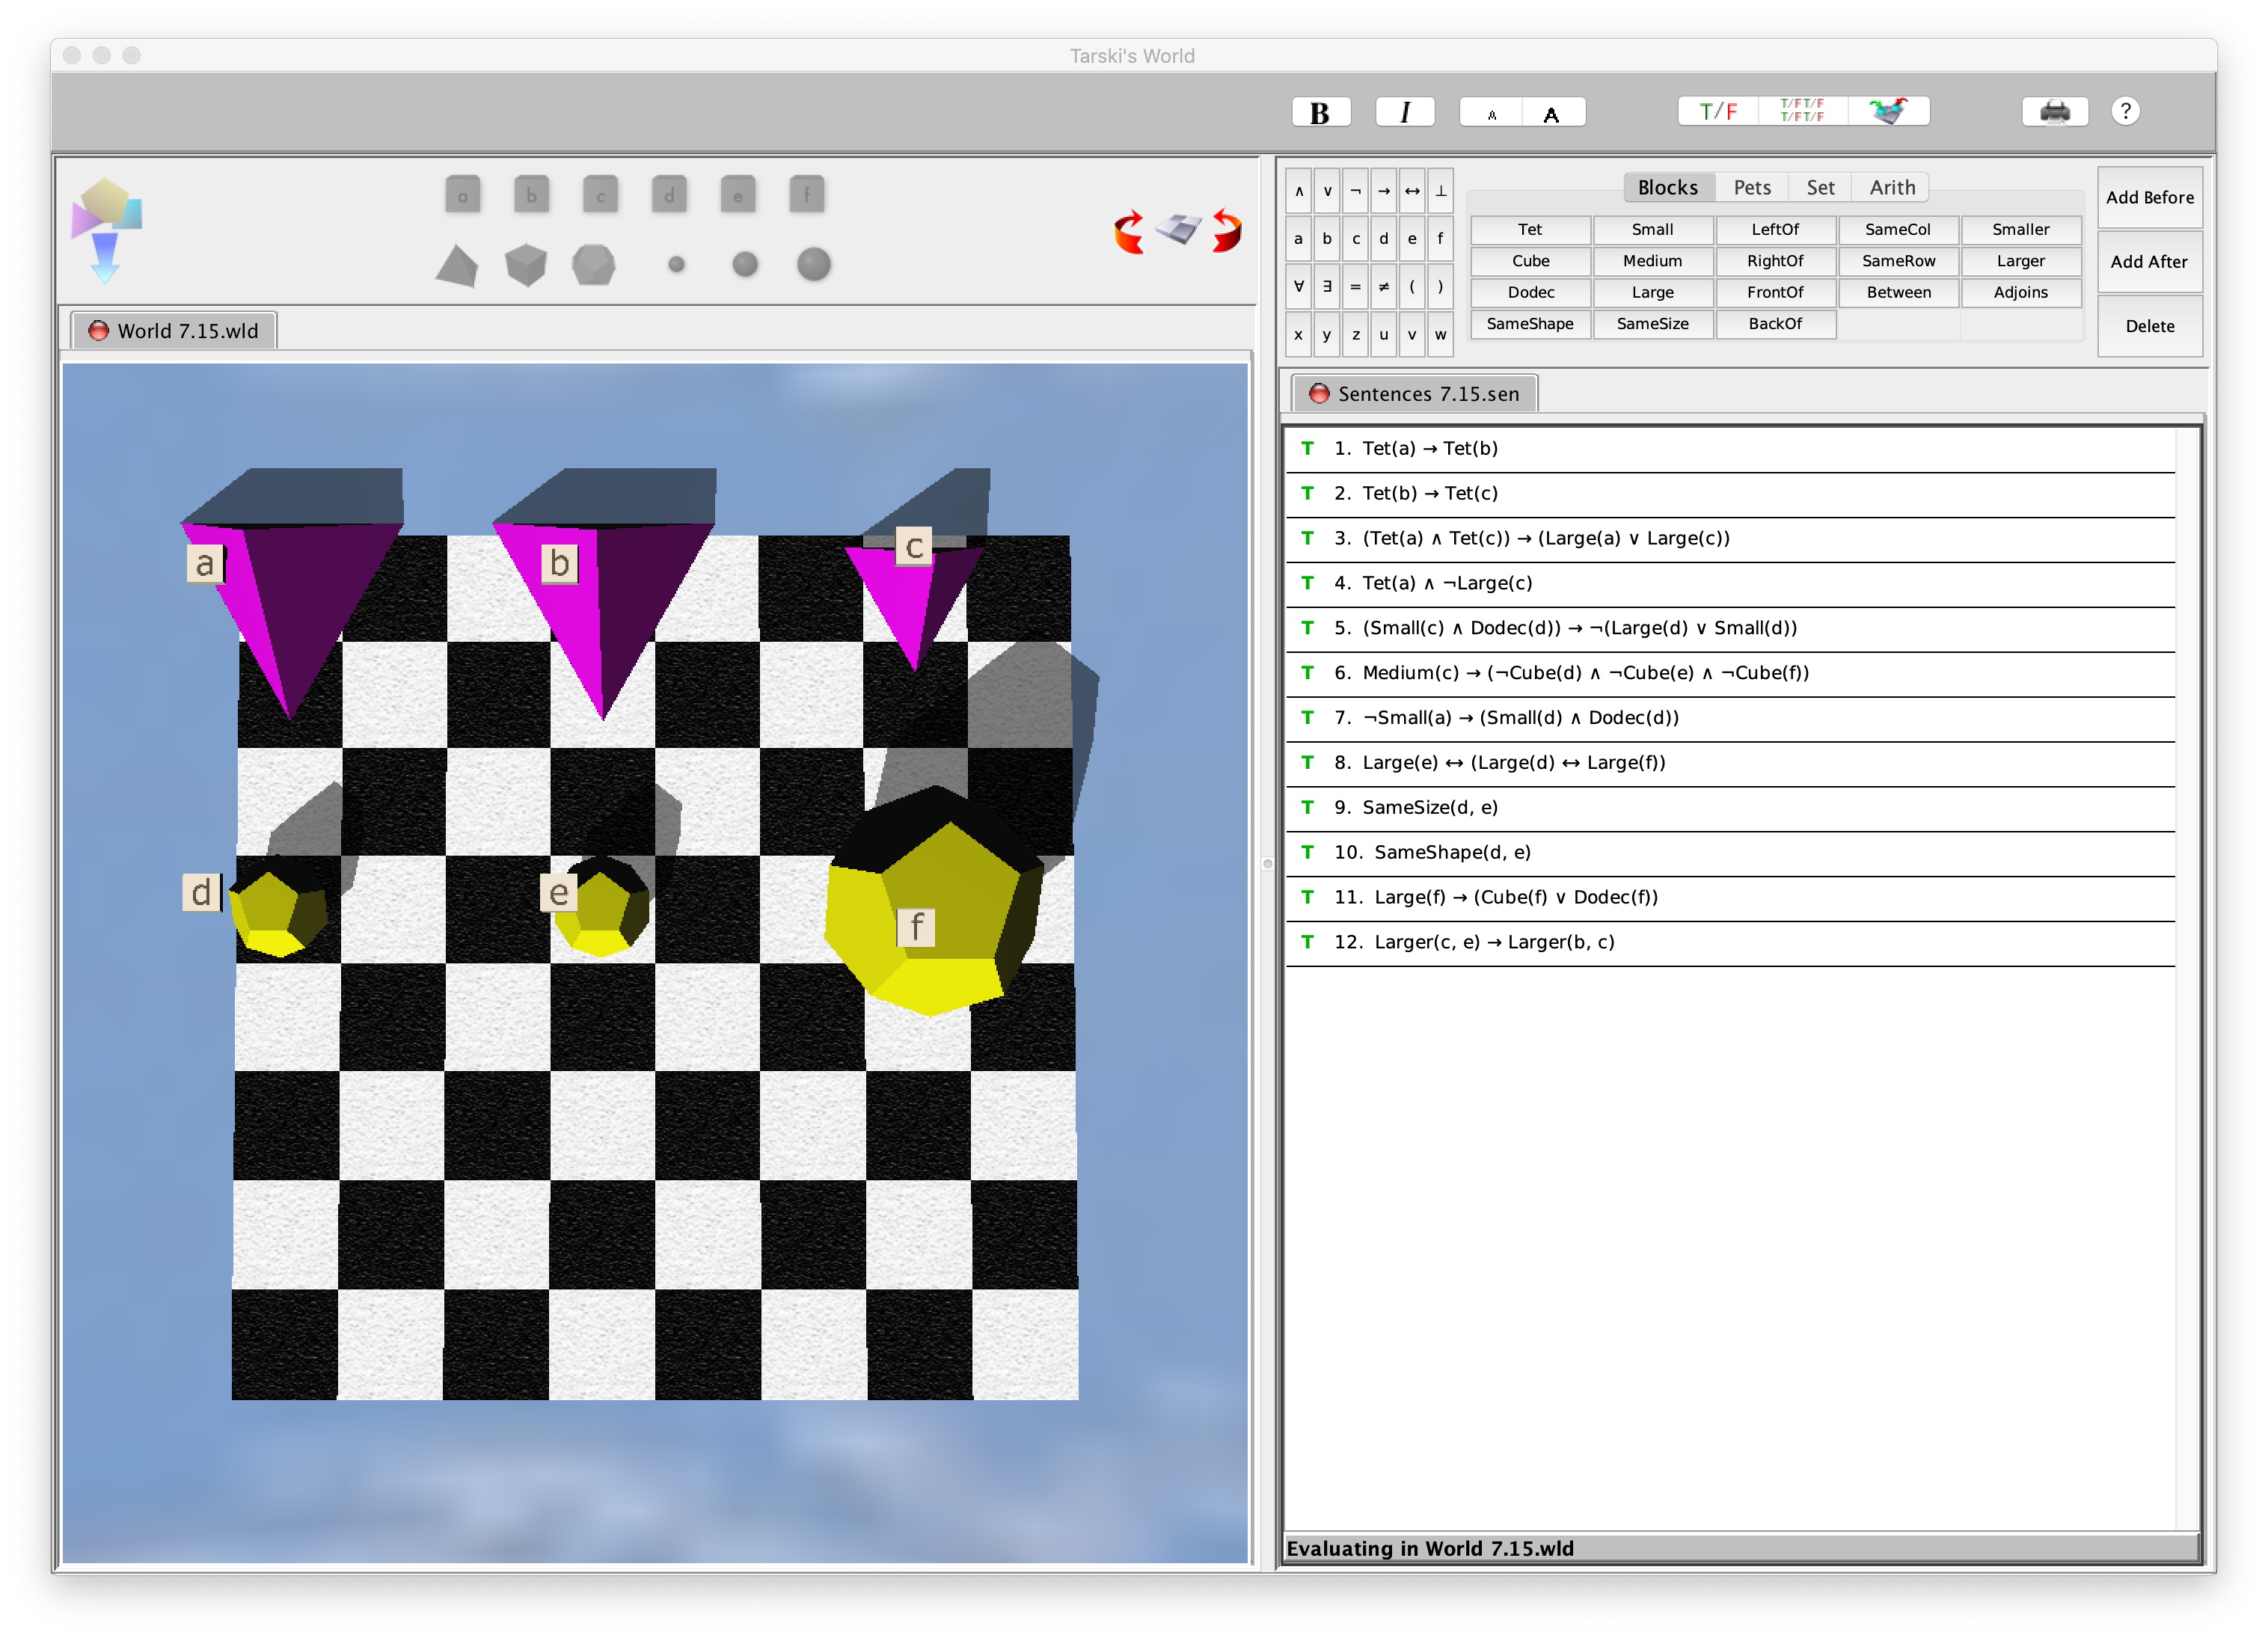 Tarski's World
B I A A T/F T/FT/F T/FT/F ?
a b c d e f
World 7.15.wld
a b c
d e f
∧ ∨ ¬ → ↔ ⊥
a b c d e f
∀ ∃ = ≠ ( )
x y z u v w
Blocks Pets Set Arith
Tet Small LeftOf SameCol Smaller
Cube Medium RightOf SameRow Larger
Dodec Large FrontOf Between Adjoins
SameShape SameSize BackOf
Add Before
Add After
Delete
Sentences 7.15.sen
T 1. Tet(a) → Tet(b)
T 2. Tet(b) → Tet(c)
T 3. (Tet(a) ∧ Tet(c)) → (Large(a) ∨ Large(c))
T 4. Tet(a) ∧ ¬Large(c)
T 5. (Small(c) ∧ Dodec(d)) → ¬(Large(d) ∨ Small(d))
T 6. Medium(c) → (¬Cube(d) ∧ ¬Cube(e) ∧ ¬Cube(f))
T 7. ¬Small(a) → (Small(d) ∧ Dodec(d))
T 8. Large(e) ↔ (Large(d) ↔ Large(f))
T 9. SameSize(d, e)
T 10. SameShape(d, e)
T 11. Large(f) → (Cube(f) ∨ Dodec(f))
T 12. Larger(c, e) → Larger(b, c)
Evaluating in World 7.15.wld